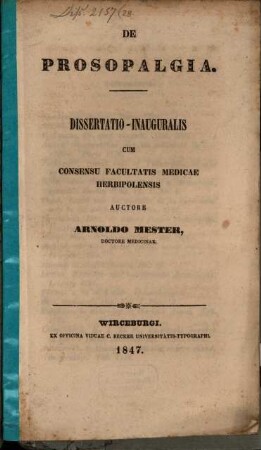 DE
PROSOPALGIA.
DISSERTATIO-INAUGURALIS
CUM
CONSENSU FACULTATIS MEDICAE
HERBIPOLENSIS
AUCTORE
ARNOLDO MESTER,
DOCTORE MEDICINAE.
WIRCEBURGI.
EX OFFICINA VIDUAE C. BECKER UNIVERSITATIS-TYPOGRAPHI.
1847.